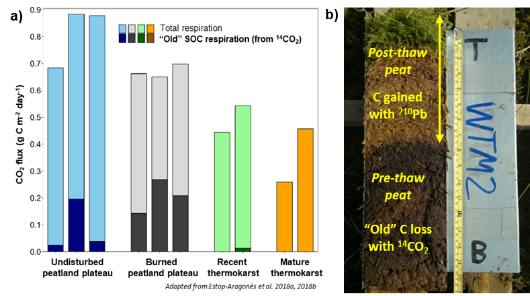 a)
0.9
0.8
0.7
0.6
0.5
0.4
0.3
0.2
0.1
0.0
CO2 flux (g C m-2 day-1)
Total respiration
“Old” SOC respiration (from 14CO2)
Undisturbed
peatland plateau
Burned
peatland plateau
Recent
thermokarst
Mature
thermokarst
Adapted from Estop-Aragonés et al. 2018a, 2018b
b)
Post-thaw
peat
C gained
with 210Pb
Pre-thaw
peat
“Old” C loss
with 14CO2
T
WTM2
B